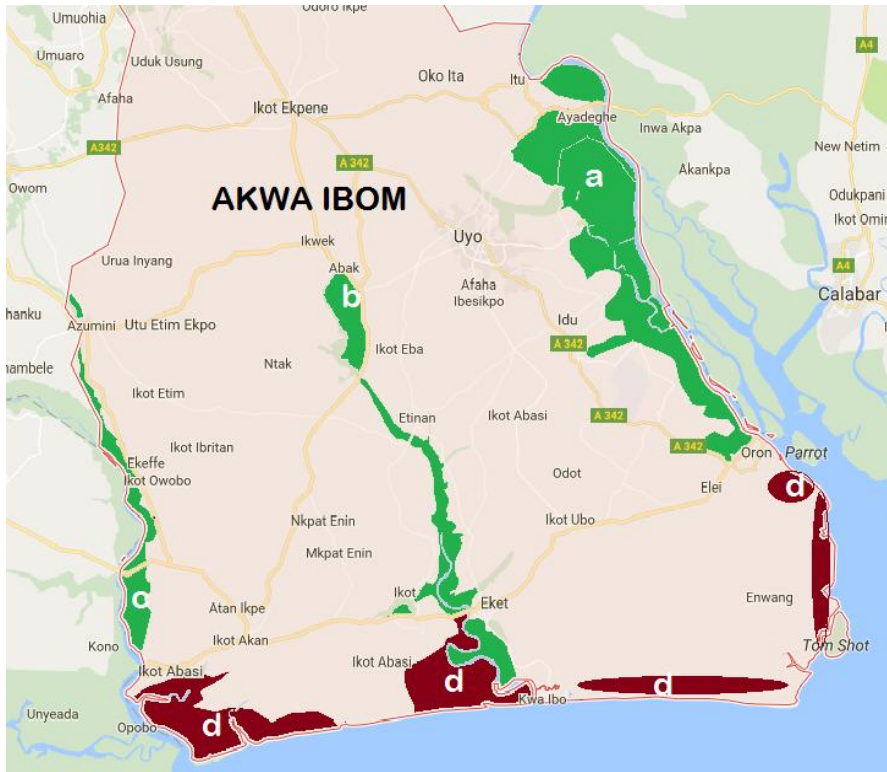 Umuohia
Odoro Ikpe
Umuaro
Uduk Usung
Oko Ita
Itu
A4
Afaha
Ikot Ekpene
Ayadeghe
Inwa Akpa
A342
A 342
New Netim
a
Akankpa
Owom
AKWA IBOM
Odukpani
Ikot Omin
Ikwek
Uyo
Urua Inyang
Abak
A4
b
Afaha
Ibesikpo
Calabar
hanku
Azumini
Utu Etim Ekpo
Idu
A 342
Ikot Eba
nambele
Ntak
Ikot Etim
Etinan
Ikot Abasi
A 342
Ikot Ibritan
A 342
Oron
Parrot
Ekeffe
Ikot Owobo
Odot
Elei
d
Nkpat Enin
Ikot Ubo
Mkpat Enin
c
Ikot
Eket
Enwang
Atan Ikpe
Kono
Ikot Akan
Tom Shot
Ikot Abasi
Ikot Abasi
d
d
Kwa Ibo
Unyeada
Opobo
d